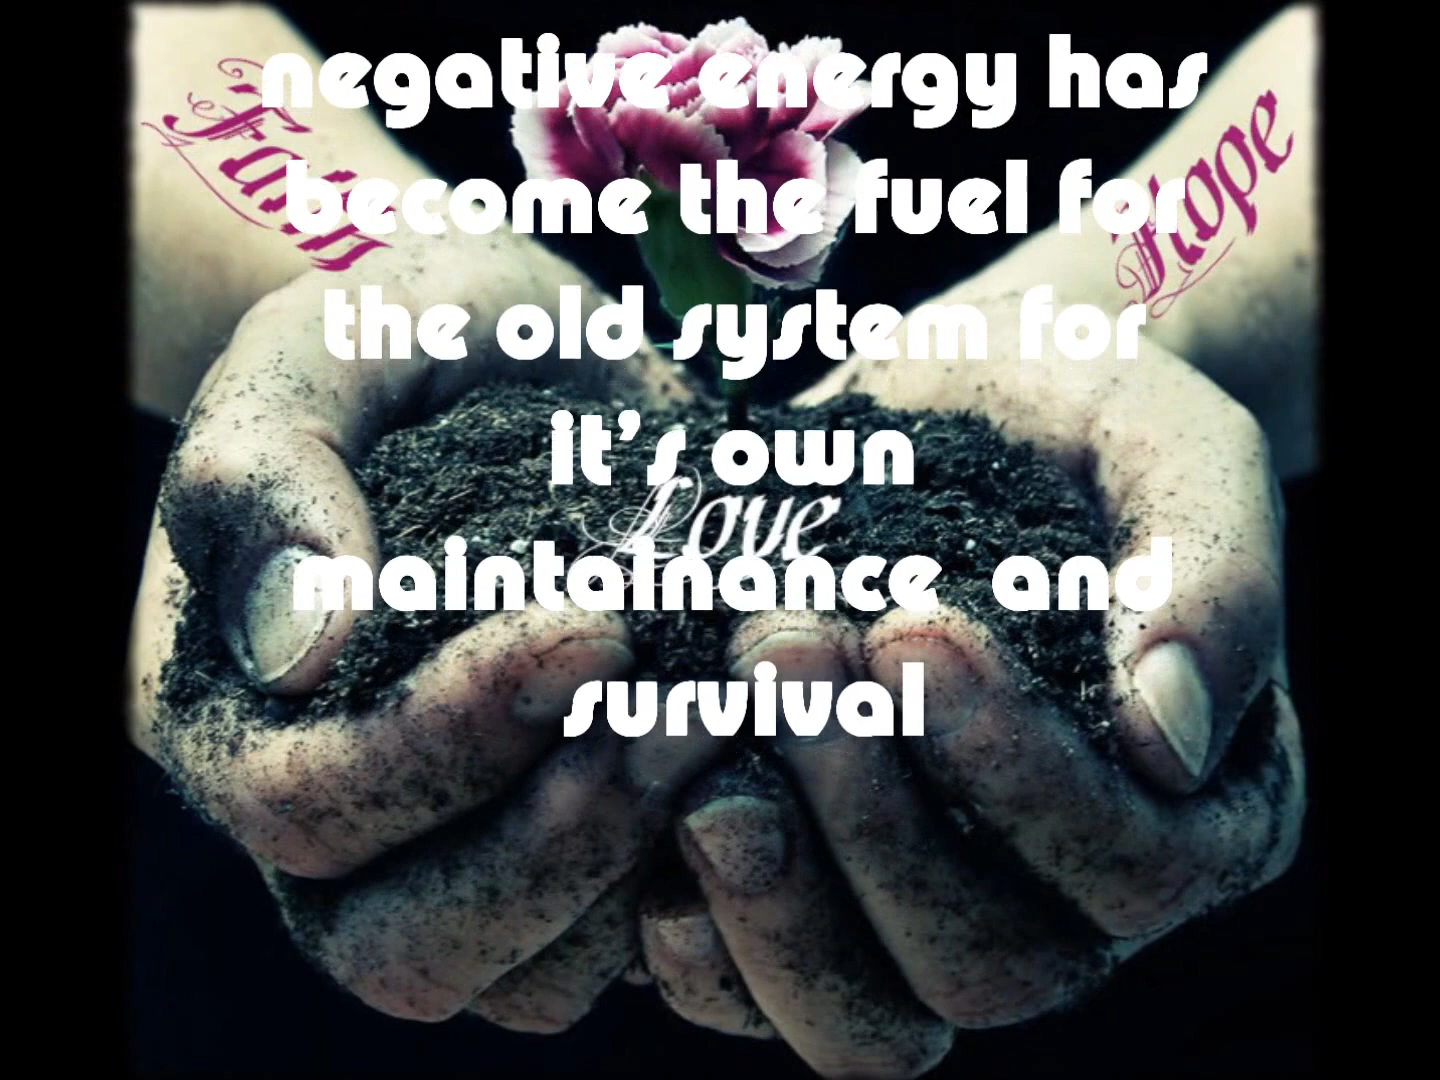 negative energy has
become the fuel for
the old system for
it's own
maintainance and
survival
Faith
Hope
Love